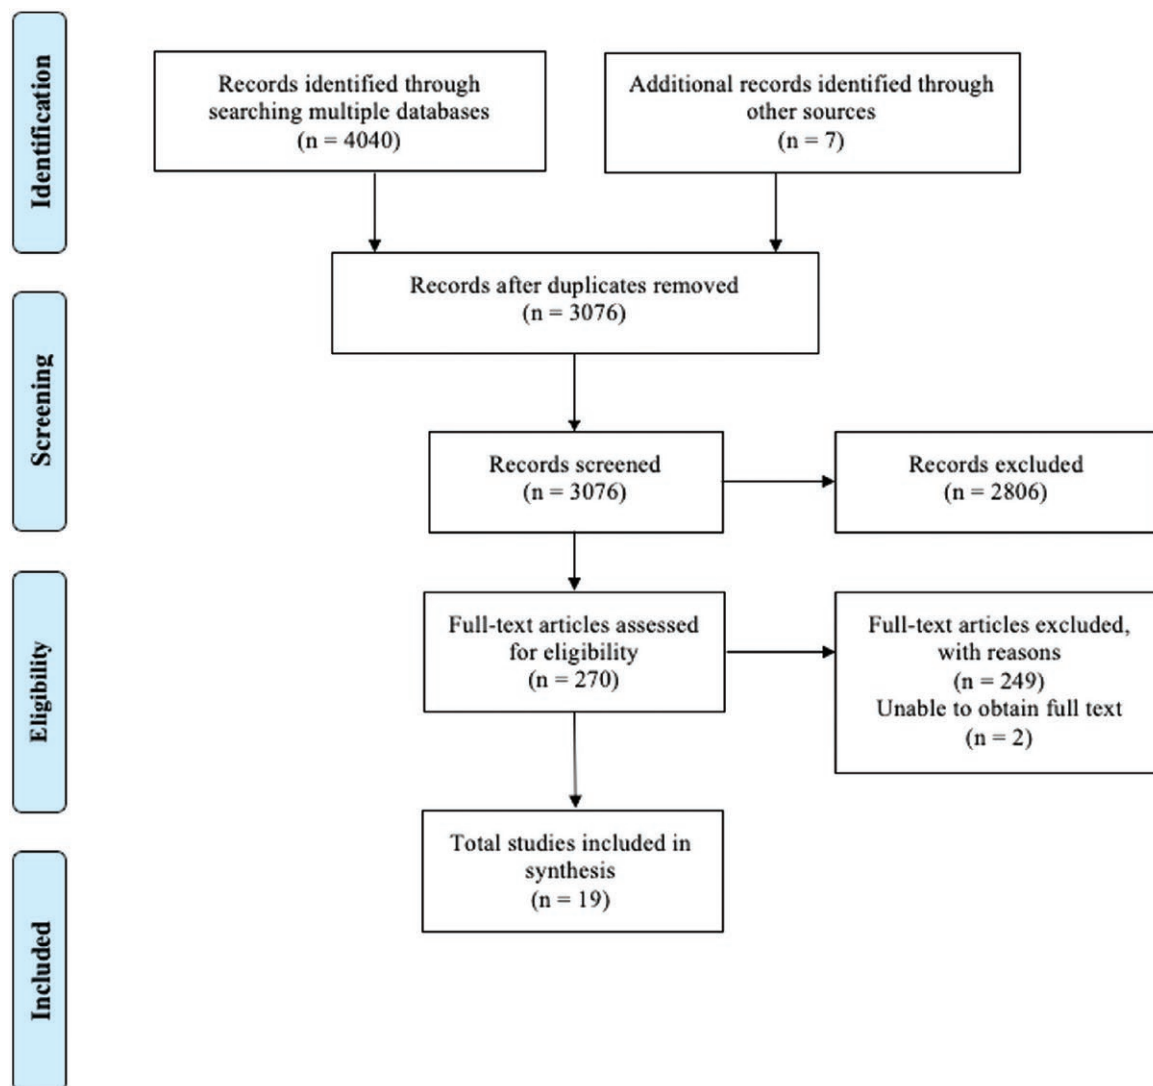 Identification
Records identified through
searching multiple databases
(n = 4040)
Additional records identified through
other sources
(n = 7)
Records after duplicates removed
(n = 3076)
Screening
Records screened
(n = 3076)
Records excluded
(n = 2806)
Eligibility
Full-text articles assessed
for eligibility
(n = 270)
Full-text articles excluded,
with reasons
(n = 249)
Unable to obtain full text
(n = 2)
Included
Total studies included in
synthesis
(n = 19)